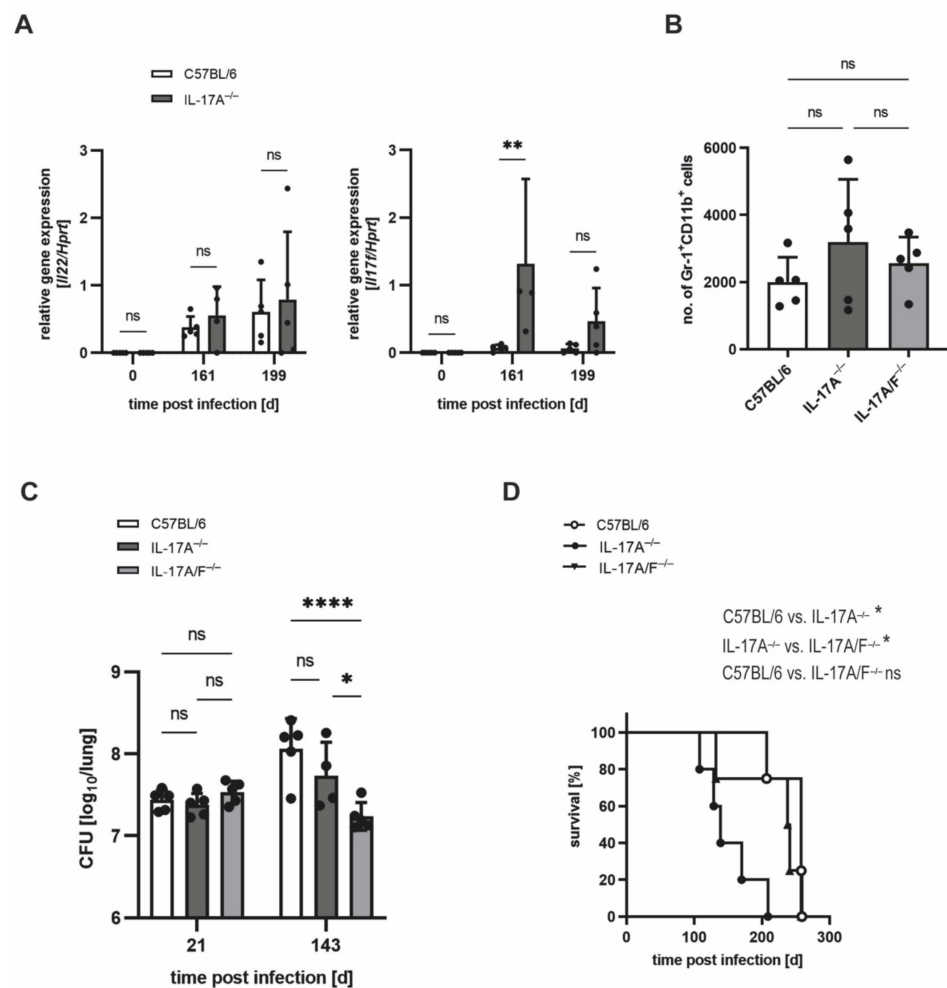 A
C57BL/6
IL-17A⁻/⁻
relative gene expression
[Il22/Hprt]
3
2
1
0
ns
ns
ns
0
161
199
time post infection [d]
relative gene expression
[Il17f/Hprt]
3
2
1
0
ns
**
ns
0
161
199
time post infection [d]
B
ns
ns
ns
no. of Gr-1⁺CD11b⁺ cells
6000
4000
2000
0
C57BL/6
IL-17A⁻/⁻
IL-17A/F⁻/⁻
C
C57BL/6
IL-17A⁻/⁻
IL-17A/F⁻/⁻
CFU [log₁₀/lung]
9
8
7
6
ns
ns
ns
****
ns
*
21
143
time post infection [d]
D
C57BL/6
IL-17A⁻/⁻
IL-17A/F⁻/⁻
C57BL/6 vs. IL-17A⁻/⁻ *
IL-17A⁻/⁻ vs. IL-17A/F⁻/⁻ *
C57BL/6 vs. IL-17A/F⁻/⁻ ns
survival [%]
100
80
60
40
20
0
0
100
200
300
time post infection [d]